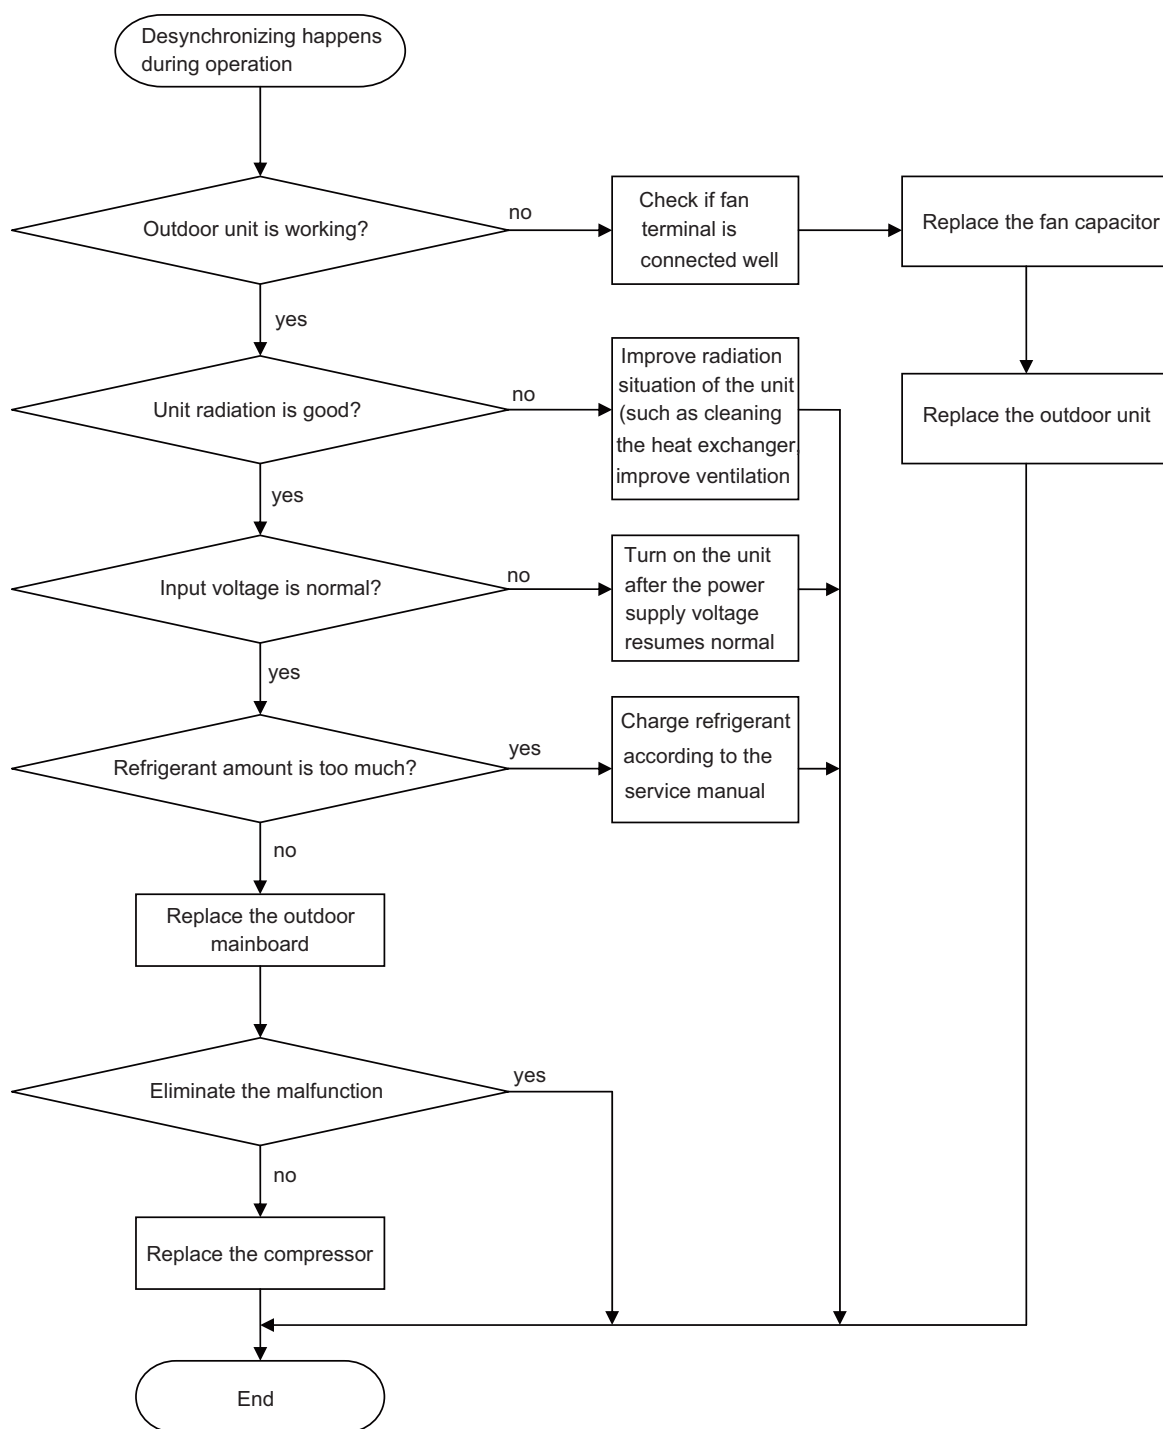 Desynchronizing happens
during operation
Outdoor unit is working?
no
Check if fan
terminal is
connected well
Replace the fan capacitor
yes
Unit radiation is good?
no
Improve radiation
situation of the unit
(such as cleaning
the heat exchanger,
improve ventilation
Replace the outdoor unit
yes
Input voltage is normal?
no
Turn on the unit
after the power
supply voltage
resumes normal
yes
Refrigerant amount is too much?
yes
Charge refrigerant
according to the
service manual
no
Replace the outdoor
mainboard
Eliminate the malfunction
yes
no
Replace the compressor
End